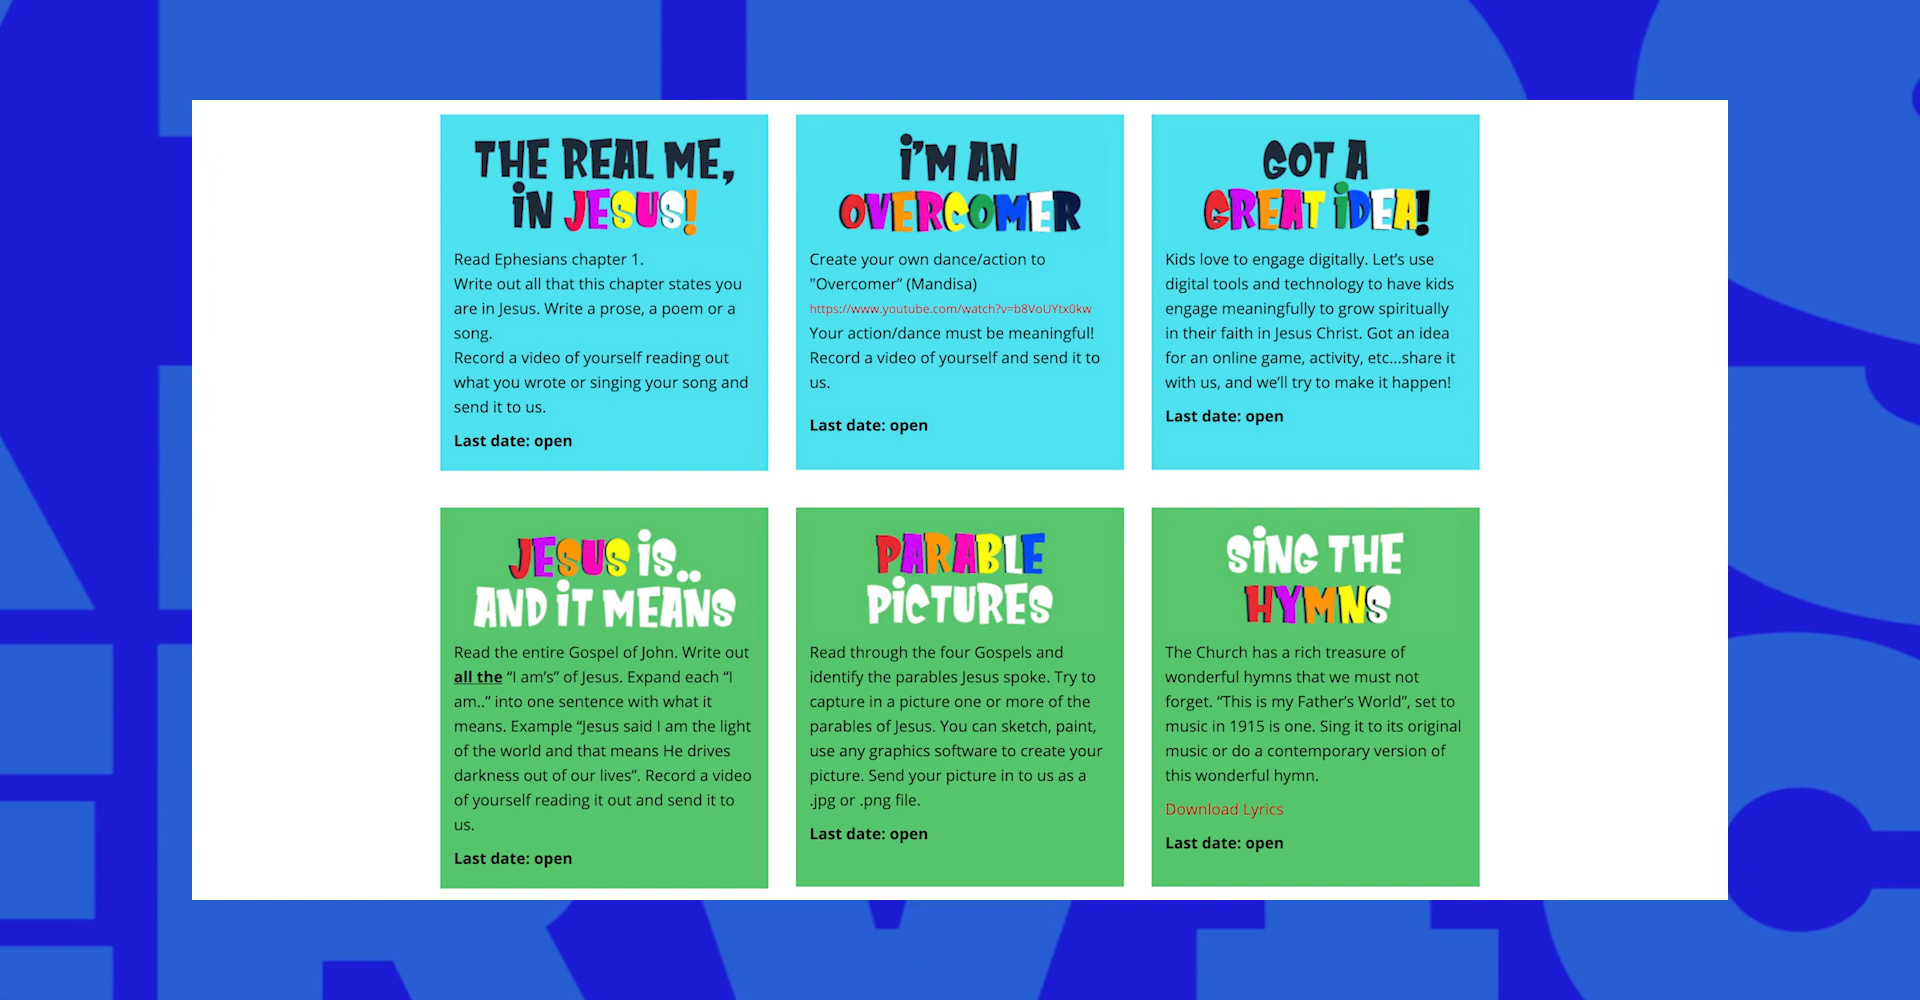 THE REAL ME,
iN JESUS!
Read Ephesians chapter 1.
Write out all that this chapter states you
are in Jesus. Write a prose, a poem or a
song.
Record a video of yourself reading out
what you wrote or singing your song and
send it to us.
Last date: open
i'M AN
OVERCOMER
Create your own dance/action to
"Overcomer” (Mandisa)
https://www.youtube.com/watch?v=b8VoUYtx0kw
Your action/dance must be meaningful!
Record a video of yourself and send it to
us.
Last date: open
GOT A
GREAT iDEA!
Kids love to engage digitally. Let’s use
digital tools and technology to have kids
engage meaningfully to grow spiritually
in their faith in Jesus Christ. Got an idea
for an online game, activity, etc...share it
with us, and we’ll try to make it happen!
Last date: open
JESUS iS..
AND iT MEANS
Read the entire Gospel of John. Write out
all the “I am’s” of Jesus. Expand each “I
am..” into one sentence with what it
means. Example “Jesus said I am the light
of the world and that means He drives
darkness out of our lives”. Record a video
of yourself reading it out and send it to
us.
Last date: open
PARABLE
PiCTURES
Read through the four Gospels and
identify the parables Jesus spoke. Try to
capture in a picture one or more of the
parables of Jesus. You can sketch, paint,
use any graphics software to create your
picture. Send your picture in to us as a
.jpg or .png file.
Last date: open
SiNG THE
HYMNS
The Church has a rich treasure of
wonderful hymns that we must not
forget. “This is my Father’s World”, set to
music in 1915 is one. Sing it to its original
music or do a contemporary version of
this wonderful hymn.
Download Lyrics
Last date: open